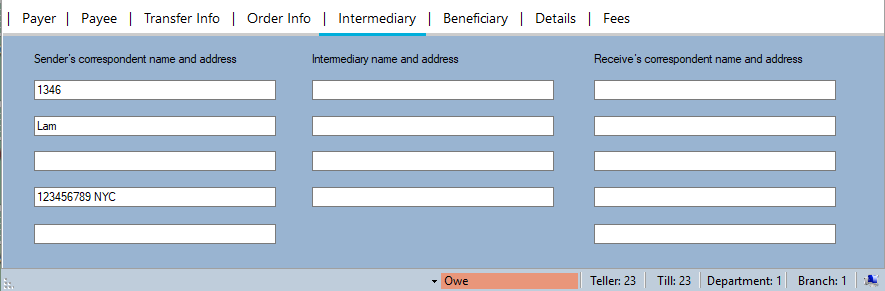 Payer Payee Transfer Info Order Info Intermediary Beneficiary Details Fees
Sender's correspondent name and address Intermediary name and address Receive's correspondent name and address
1346
Lam
123456789 NYC
Owe Teller: 23 Till: 23 Department: 1 Branch: 1